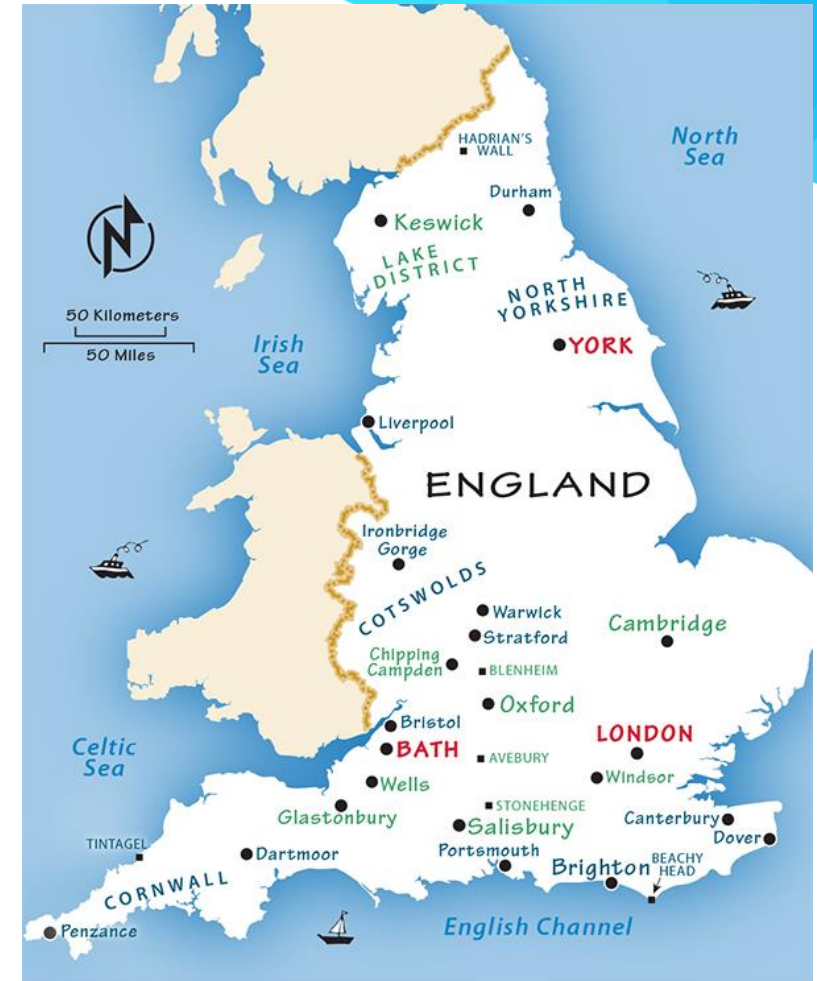 HADRIAN'S
WALL
North
Sea
Durham
Keswick
LAKE
DISTRICT
N
NORTH
YORKSHIRE
50 Kilometers
50 Miles
Irish
Sea
YORK
Liverpool
ENGLAND
Ironbridge
Gorge
COTSWOLDS
Warwick
Stratford
Cambridge
Chipping
Campden
BLENHEIM
Oxford
Bristol
BATH
LONDON
Celtic
Sea
AVEBURY
Wells
Windsor
Glastonbury
STONEHENGE
Salisbury
Canterbury
Dover
TINTAGEL
Dartmoor
Portsmouth
Brighton
BEACHY
HEAD
CORNWALL
Penzance
English Channel